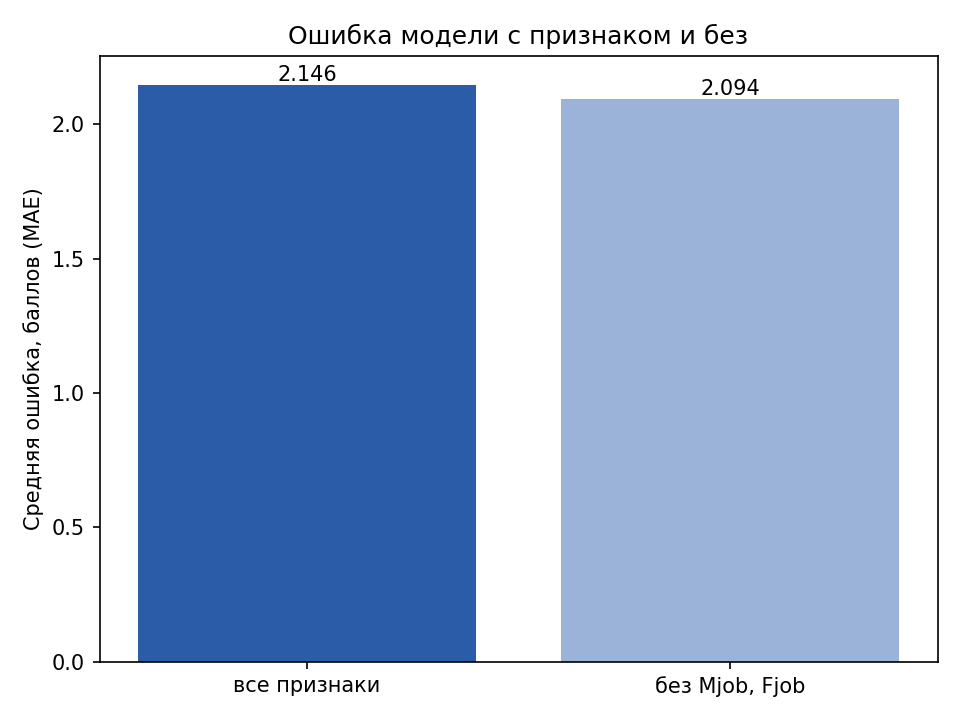 Ошибка модели с признаком и без
2.146
2.094
Средняя ошибка, баллов (MAE)
2.0
1.5
1.0
0.5
0.0
все признаки
без Mjob, Fjob